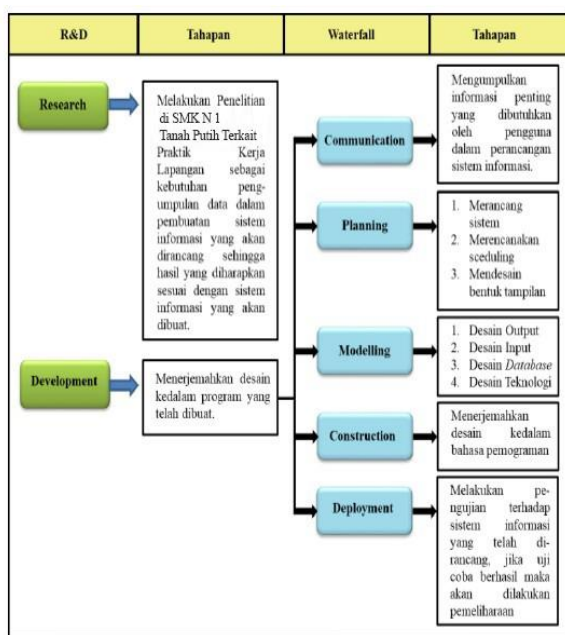 R&D
Tahapan
Waterfall
Tahapan
Research
Melakukan Penelitian
di SMK N 1
Tanah Putih Terkait
Praktik Kerja
Lapangan sebagai
kebutuhan peng-
umpulan data dalam
pembuatan sistem
informasi yang akan
dirancang sehingga
hasil yang diharapkan
sesuai dengan sistem
informasi yang akan
dibuat.
Development
Menerjemahkan desain
kedalam program yang
telah dibuat.
Communication
Mengumpulkan
informasi penting
yang dibutuhkan
oleh pengguna
dalam perancangan
sistem informasi.
Planning
1. Merancang
sistem
2. Merencanakan
sceduling
3. Mendesain
bentuk tampilan
Modelling
1. Desain Output
2. Desain Input
3. Desain Database
4. Desain Teknologi
Construction
Menerjemahkan
desain kedalam
bahasa pemograman
Deployment
Melakukan pe-
ngujian terhadap
sistem informasi
yang telah di-
rancang, jika uji
coba berhasil maka
akan dilakukan
pemeliharaan